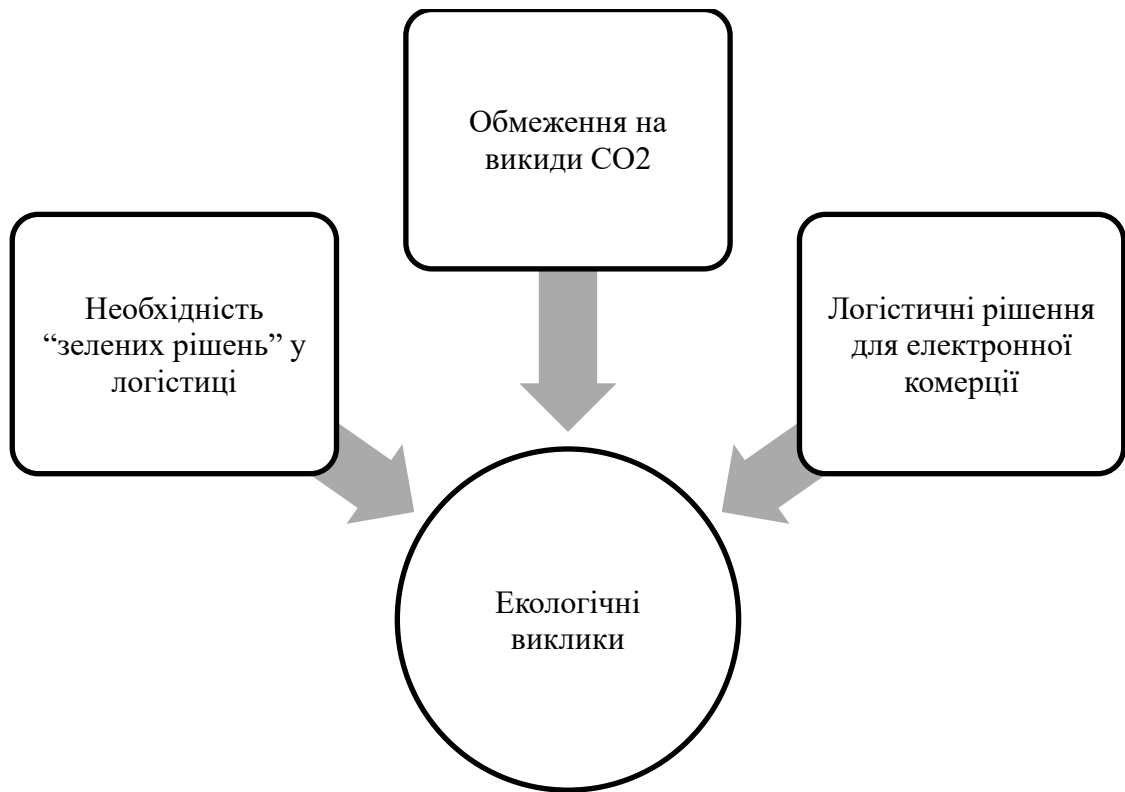 Обмеження на
викиди CO2
Необхідність
“зелених рішень” у
логістиці
Логістичні рішення
для електронної
комерції
Екологічні
виклики